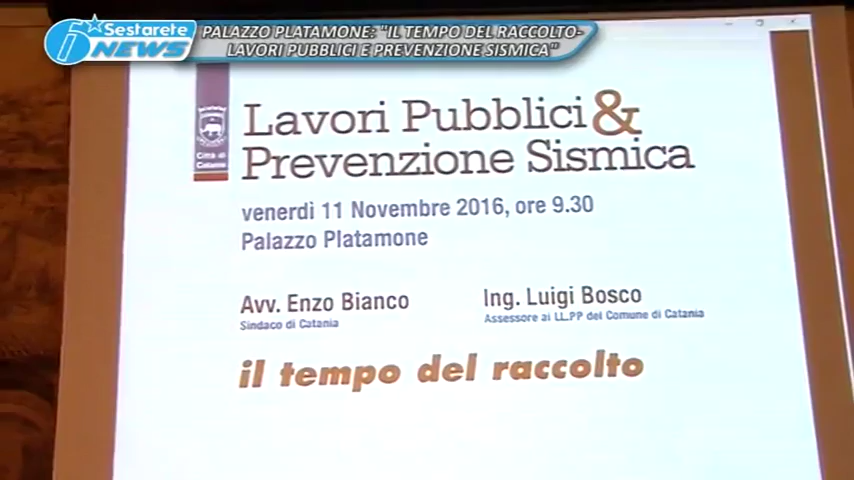 Sestarete
6 NEWS
PALAZZO PLATAMONE: "IL TEMPO DEL RACCOLTO-
LAVORI PUBBLICI E PREVENZIONE SISMICA"
Città di
Catania
Lavori Pubblici &
Prevenzione Sismica
venerdì 11 Novembre 2016, ore 9.30
Palazzo Platamone
Avv. Enzo Bianco
Sindaco di Catania
Ing. Luigi Bosco
Assessore ai LL.PP del Comune di Catania
il tempo del raccolto